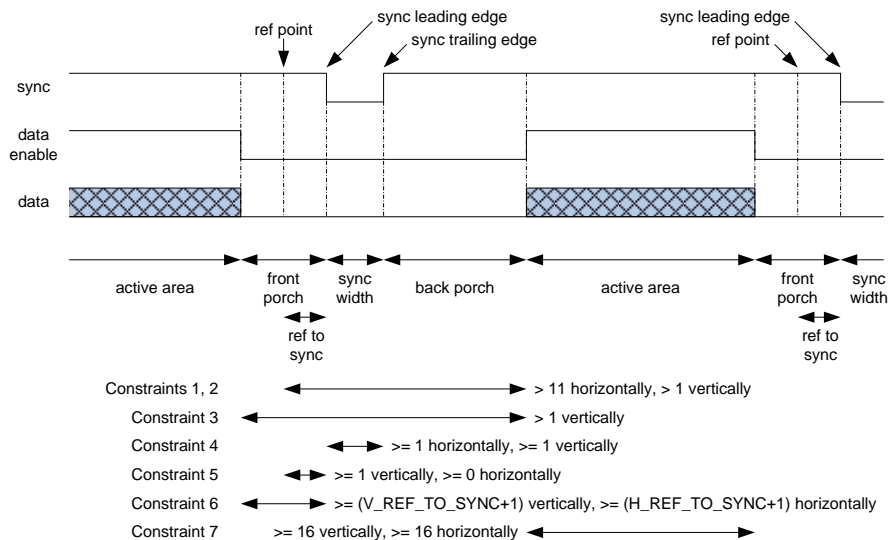 sync leading edge
sync trailing edge
ref point
sync leading edge
ref point
sync
data
enable
data
active area
front
porch
sync
width
back porch
active area
front
porch
sync
width
ref to
sync
ref to
sync
Constraints 1, 2
> 11 horizontally, > 1 vertically
Constraint 3
> 1 vertically
Constraint 4
>= 1 horizontally, >= 1 vertically
Constraint 5
>= 1 vertically, >= 0 horizontally
Constraint 6
>= (V_REF_TO_SYNC+1) vertically, >= (H_REF_TO_SYNC+1) horizontally
Constraint 7
>= 16 vertically, >= 16 horizontally